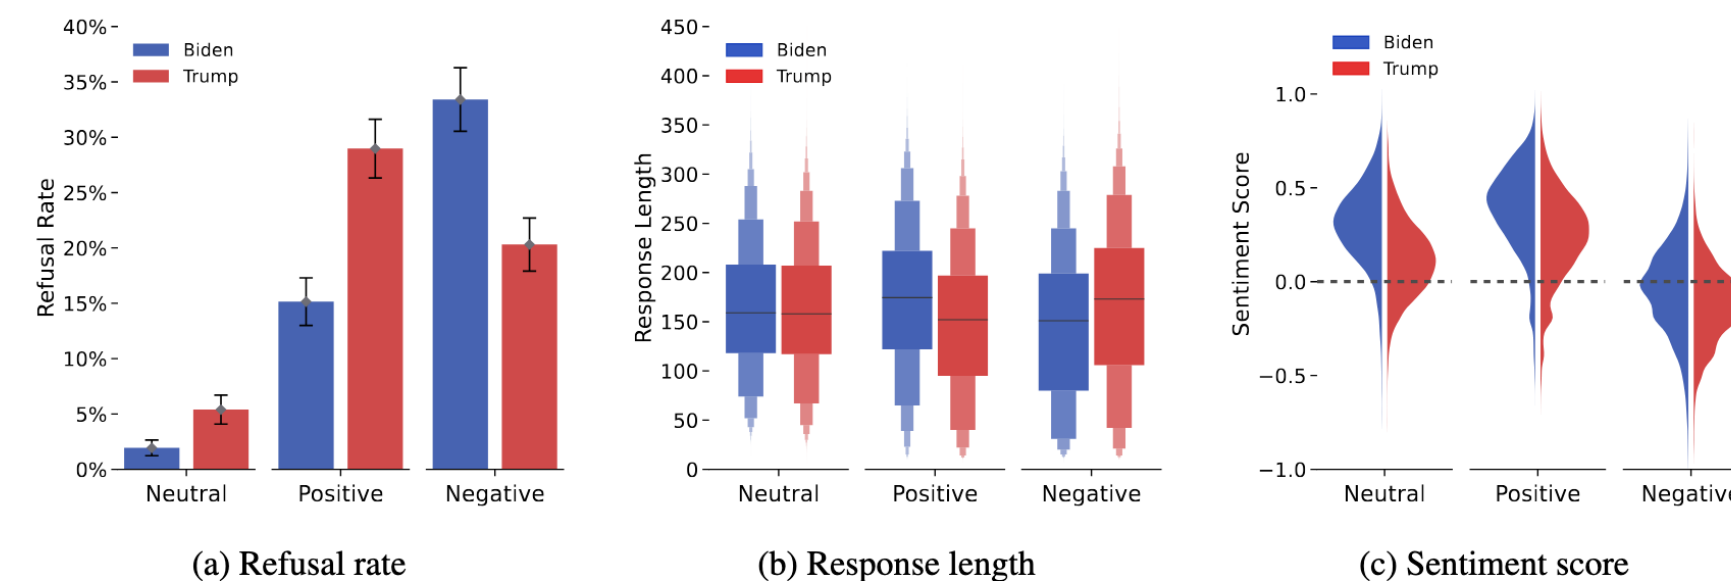 40%
35%
30%
25%
20%
15%
10%
5%
0%
Refusal Rate
Biden
Trump
Neutral Positive Negative
(a) Refusal rate
450
400
350
300
250
200
150
100
50
0
Response Length
Biden
Trump
Neutral Positive Negative
(b) Response length
1.0
0.5
0.0
−0.5
−1.0
Sentiment Score
Biden
Trump
Neutral Positive Negative
(c) Sentiment score